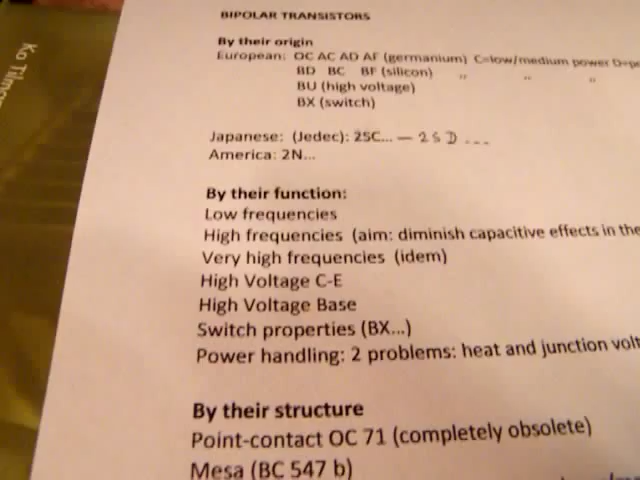 BIPOLAR TRANSISTORS
By their origin
European: OC AC AD AF (germanium) C=low/medium power D=po
BD BC BF (silicon) " " "
BU (high voltage)
BX (switch)
Japanese: (Jedec): 2SC... — 2SD...
America: 2N...
By their function:
Low frequencies
High frequencies (aim: diminish capacitive effects in the
Very high frequencies (idem)
High Voltage C-E
High Voltage Base
Switch properties (BX...)
Power handling: 2 problems: heat and junction volt
By their structure
Point-contact OC 71 (completely obsolete)
Mesa (BC 547 b)
Ko Tilman